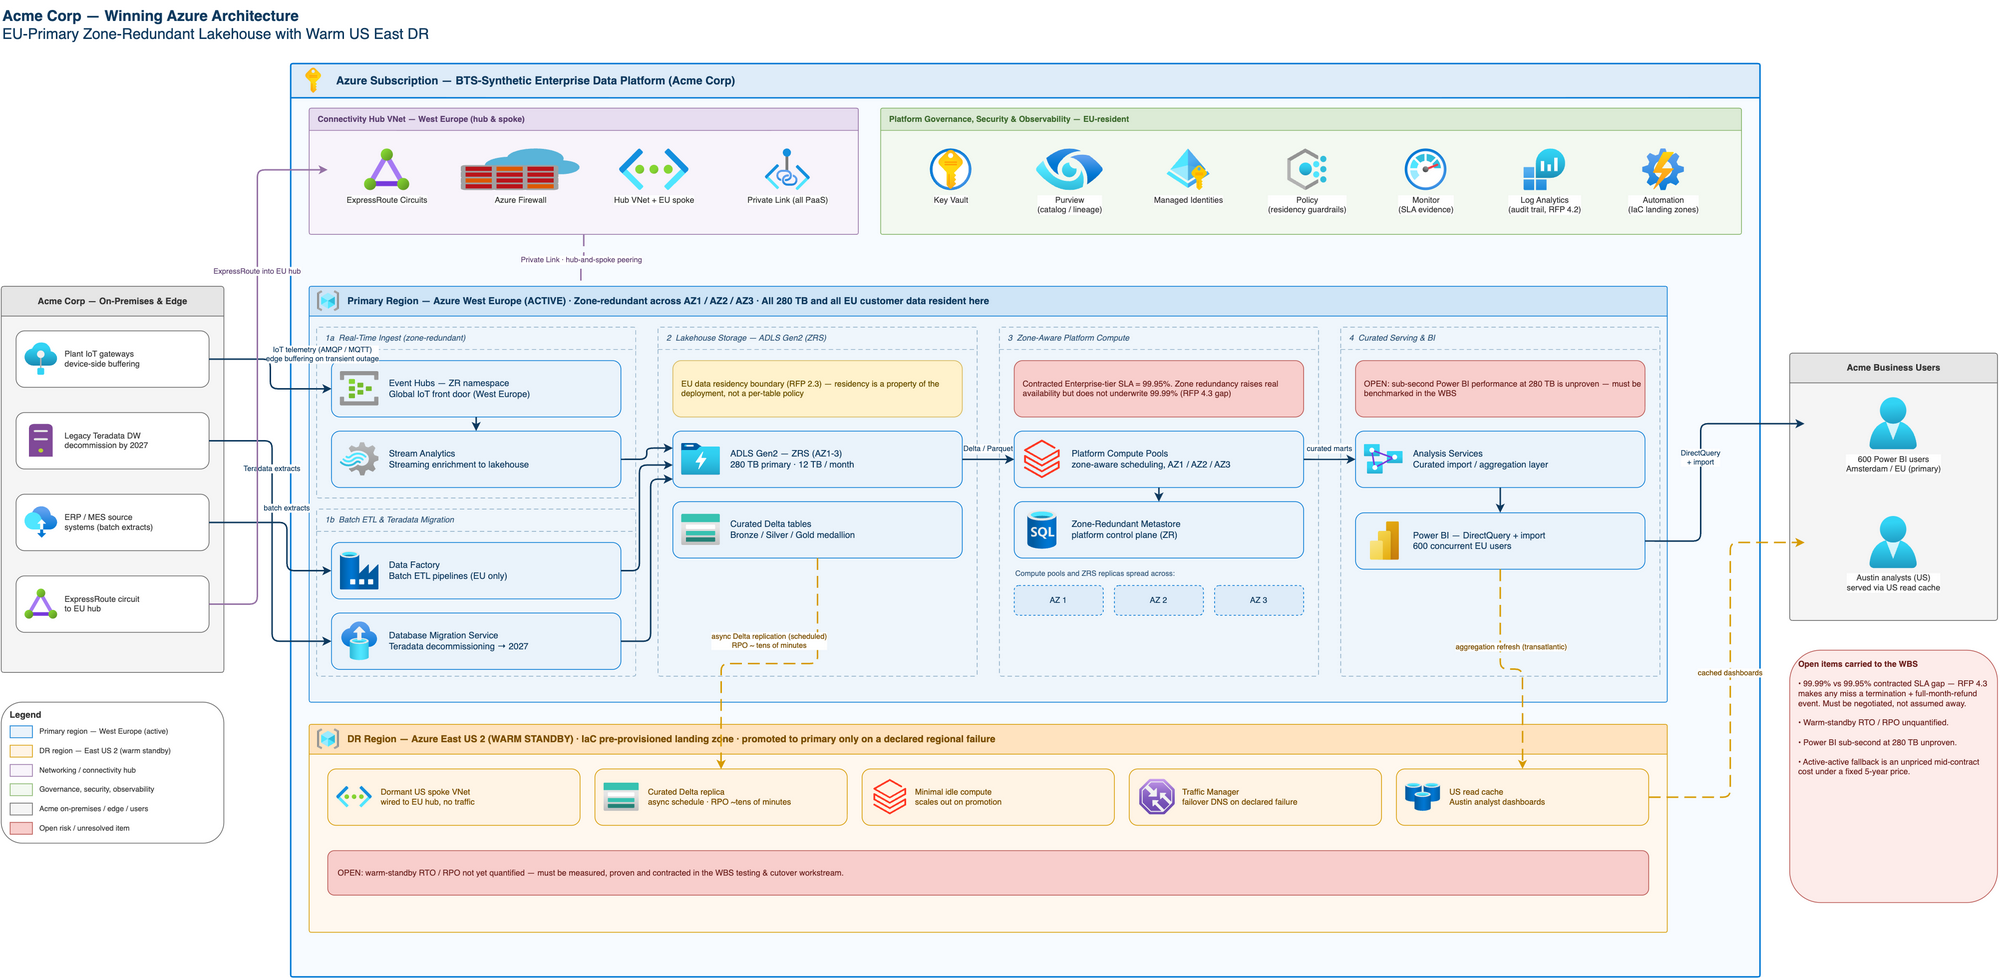 Acme Corp — Winning Azure Architecture
EU-Primary Zone-Redundant Lakehouse with Warm US East DR
Azure Subscription — BTS-Synthetic Enterprise Data Platform (Acme Corp)
Connectivity Hub VNet — West Europe (hub & spoke)
ExpressRoute Circuits
Azure Firewall
Hub VNet + EU spoke
Private Link (all PaaS)
Platform Governance, Security & Observability — EU-resident
Key Vault
Purview
(catalog / lineage)
Managed Identities
Policy
(residency guardrails)
Monitor
(SLA evidence)
Log Analytics
(audit trail, RFP 4.2)
Automation
(IaC landing zones)
Private Link · hub-and-spoke peering
ExpressRoute into EU hub
Acme Corp — On-Premises & Edge
Plant IoT gateways
device-side buffering
Legacy Teradata DW
decommission by 2027
ERP / MES source
systems (batch extracts)
ExpressRoute circuit
to EU hub
IoT telemetry (AMQP / MQTT)
edge buffering on transient outage
Teradata extracts
batch extracts
Primary Region — Azure West Europe (ACTIVE) · Zone-redundant across AZ1 / AZ2 / AZ3 · All 280 TB and all EU customer data resident here
1a Real-Time Ingest (zone-redundant)
Event Hubs — ZR namespace
Global IoT front door (West Europe)
Stream Analytics
Streaming enrichment to lakehouse
1b Batch ETL & Teradata Migration
Data Factory
Batch ETL pipelines (EU only)
Database Migration Service
Teradata decommissioning → 2027
2 Lakehouse Storage — ADLS Gen2 (ZRS)
EU data residency boundary (RFP 2.3) — residency is a property of the
deployment, not a per-table policy
ADLS Gen2 — ZRS (AZ1-3)
280 TB primary · 12 TB / month
Curated Delta tables
Bronze / Silver / Gold medallion
async Delta replication (scheduled)
RPO ~ tens of minutes
Delta / Parquet
3 Zone-Aware Platform Compute
Contracted Enterprise-tier SLA = 99.95%. Zone redundancy raises real
availability but does not underwrite 99.99% (RFP 4.3 gap)
Platform Compute Pools
zone-aware scheduling, AZ1 / AZ2 / AZ3
Zone-Redundant Metastore
platform control plane (ZR)
Compute pools and ZRS replicas spread across:
AZ 1
AZ 2
AZ 3
curated marts
4 Curated Serving & BI
OPEN: sub-second Power BI performance at 280 TB is unproven — must be
benchmarked in the WBS
Analysis Services
Curated import / aggregation layer
Power BI — DirectQuery + import
600 concurrent EU users
aggregation refresh (transatlantic)
DirectQuery
+ import
cached dashboards
Acme Business Users
600 Power BI users
Amsterdam / EU (primary)
Austin analysts (US)
served via US read cache
DR Region — Azure East US 2 (WARM STANDBY) · IaC pre-provisioned landing zone · promoted to primary only on a declared regional failure
Dormant US spoke VNet
wired to EU hub, no traffic
Curated Delta replica
async schedule · RPO ~tens of minutes
Minimal idle compute
scales out on promotion
Traffic Manager
failover DNS on declared failure
US read cache
Austin analyst dashboards
OPEN: warm-standby RTO / RPO not yet quantified — must be measured, proven and contracted in the WBS testing & cutover workstream.
Legend
Primary region — West Europe (active)
DR region — East US 2 (warm standby)
Networking / connectivity hub
Governance, security, observability
Acme on-premises / edge / users
Open risk / unresolved item
Open items carried to the WBS
• 99.99% vs 99.95% contracted SLA gap — RFP 4.3
makes any miss a termination + full-month-refund
event. Must be negotiated, not assumed away.
• Warm-standby RTO / RPO unquantified.
• Power BI sub-second at 280 TB unproven.
• Active-active fallback is an unpriced mid-contract
cost under a fixed 5-year price.
SQL